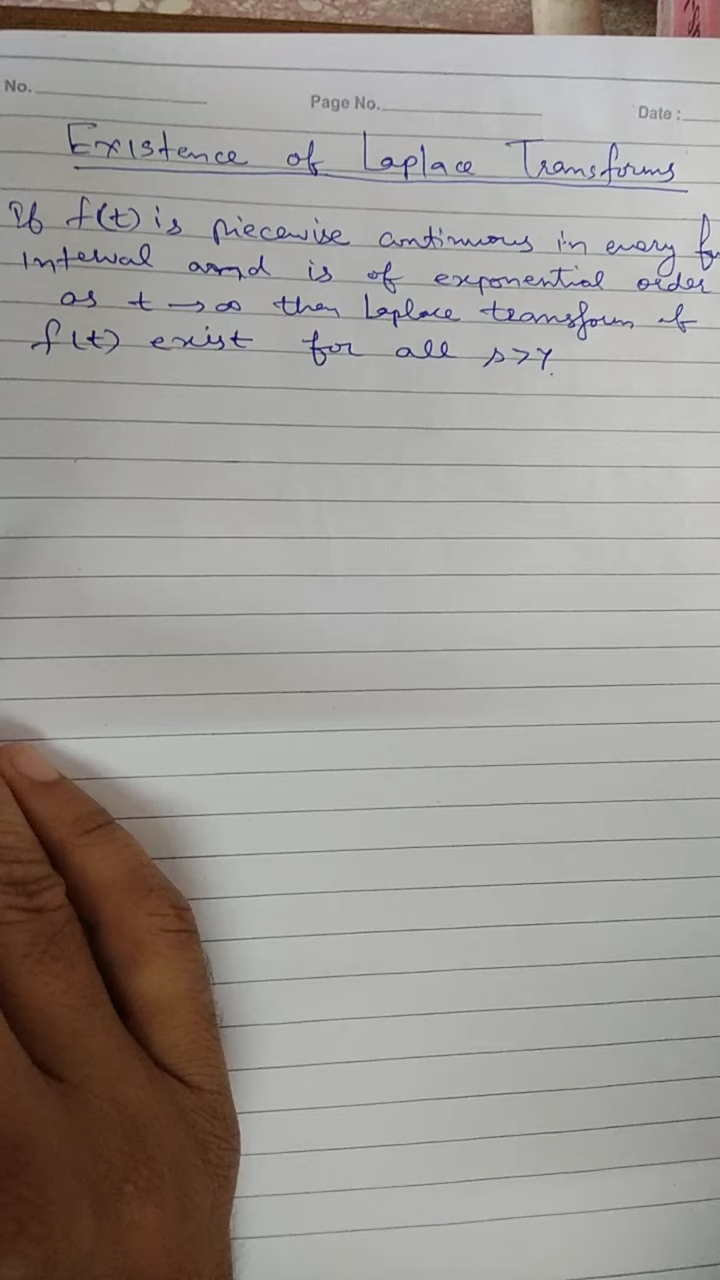 No.
Page No.
Date :
Existence of Laplace Transforms
If f(t) is piecewise continuous in every
interval and is of exponential order
as t → ∞ then Laplace transform of
f(t) exist for all s>γ.